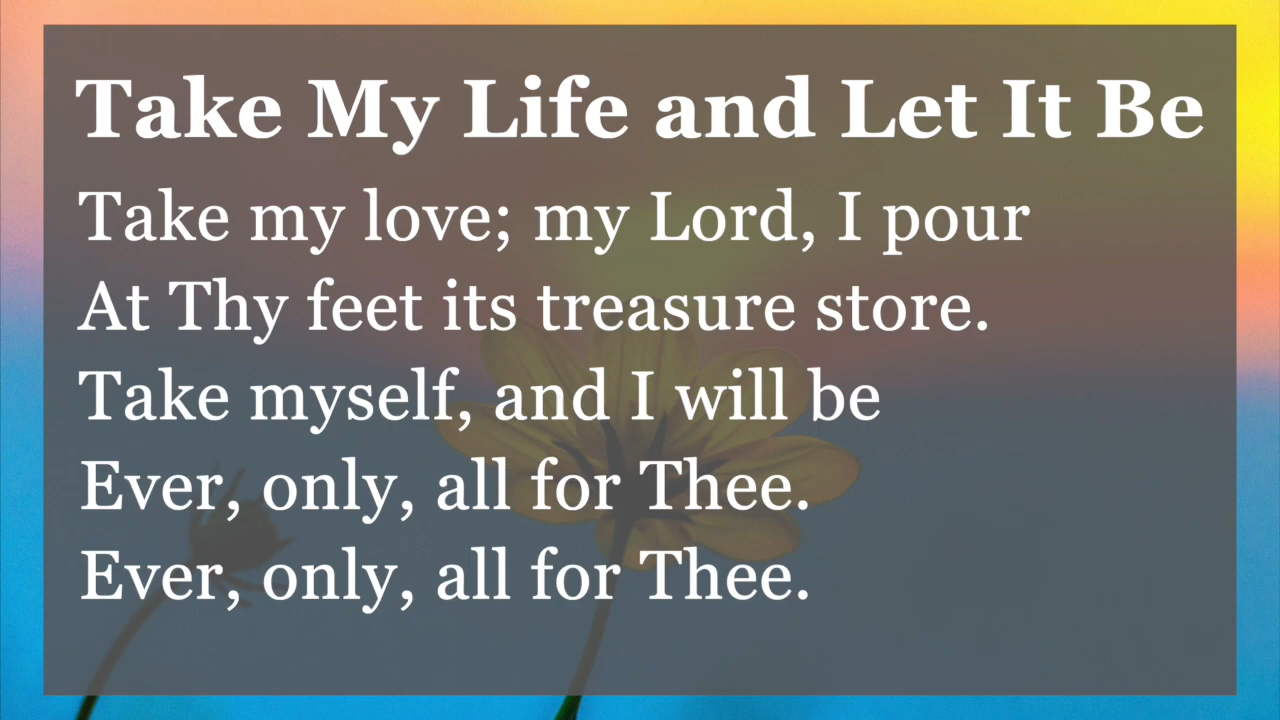 Take My Life and Let It Be
Take my love; my Lord, I pour
At Thy feet its treasure store.
Take myself, and I will be
Ever, only, all for Thee.
Ever, only, all for Thee.